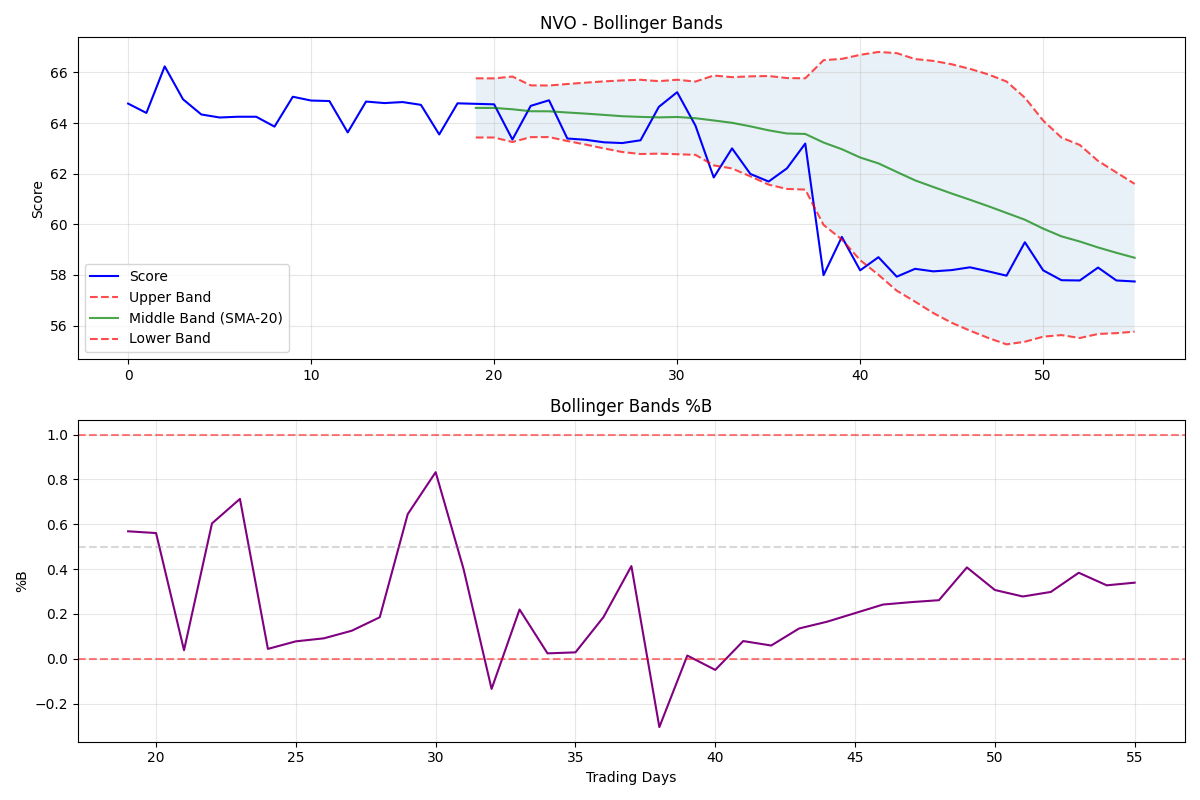 NVO - Bollinger Bands
Score
66
64
62
60
58
56
Score
Upper Band
Middle Band (SMA-20)
Lower Band
0 10 20 30 40 50
Bollinger Bands %B
%B
1.0
0.8
0.6
0.4
0.2
0.0
−0.2
20 25 30 35 40 45 50 55
Trading Days